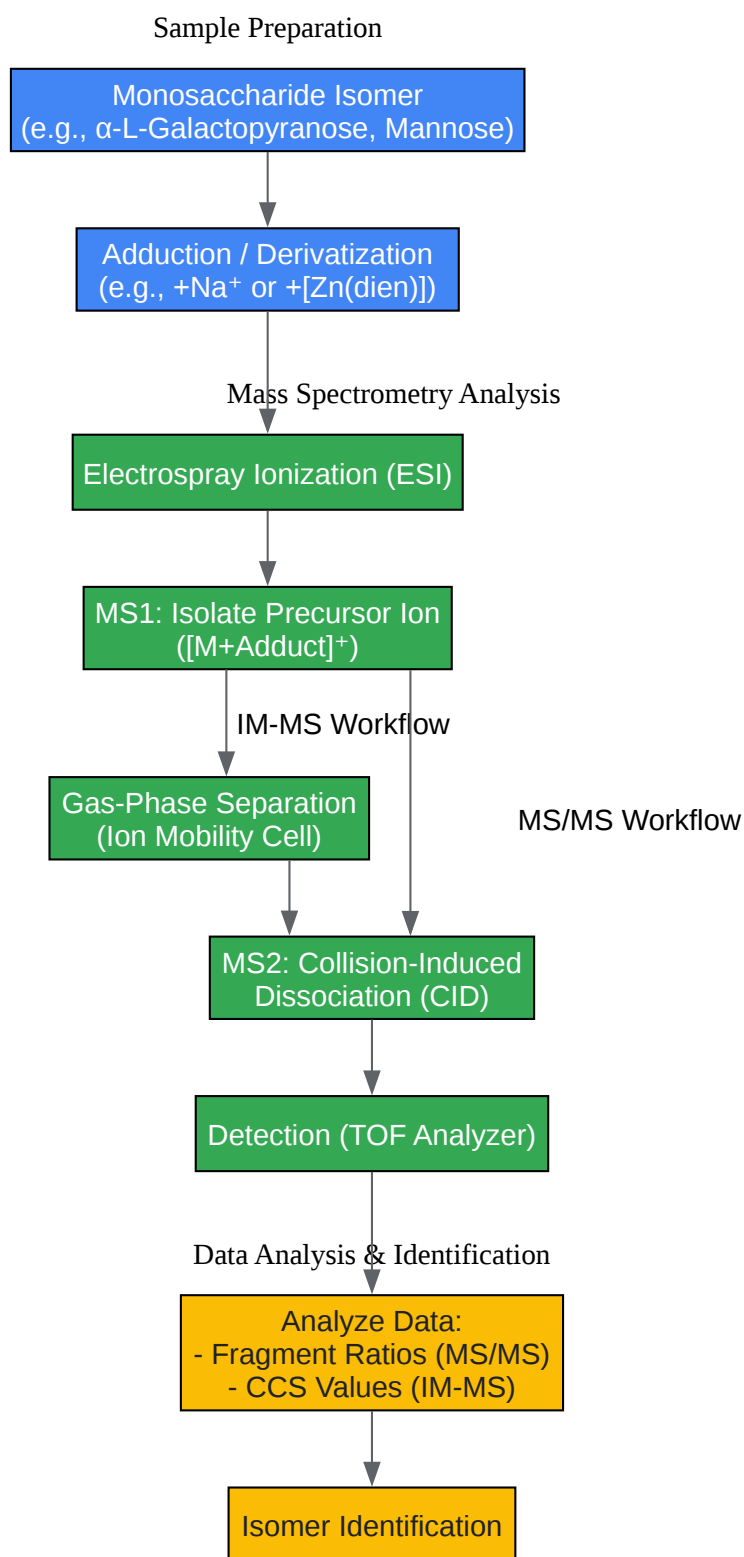 Sample Preparation
Monosaccharide Isomer
(e.g., α-L-Galactopyranose, Mannose)
Adduction / Derivatization
(e.g., +Na⁺ or +[Zn(dien)])
Mass Spectrometry Analysis
Electrospray Ionization (ESI)
MS1: Isolate Precursor Ion
([M+Adduct]⁺)
IM-MS Workflow
Gas-Phase Separation
(Ion Mobility Cell)
MS/MS Workflow
MS2: Collision-Induced
Dissociation (CID)
Detection (TOF Analyzer)
Data Analysis & Identification
Analyze Data:
- Fragment Ratios (MS/MS)
- CCS Values (IM-MS)
Isomer Identification